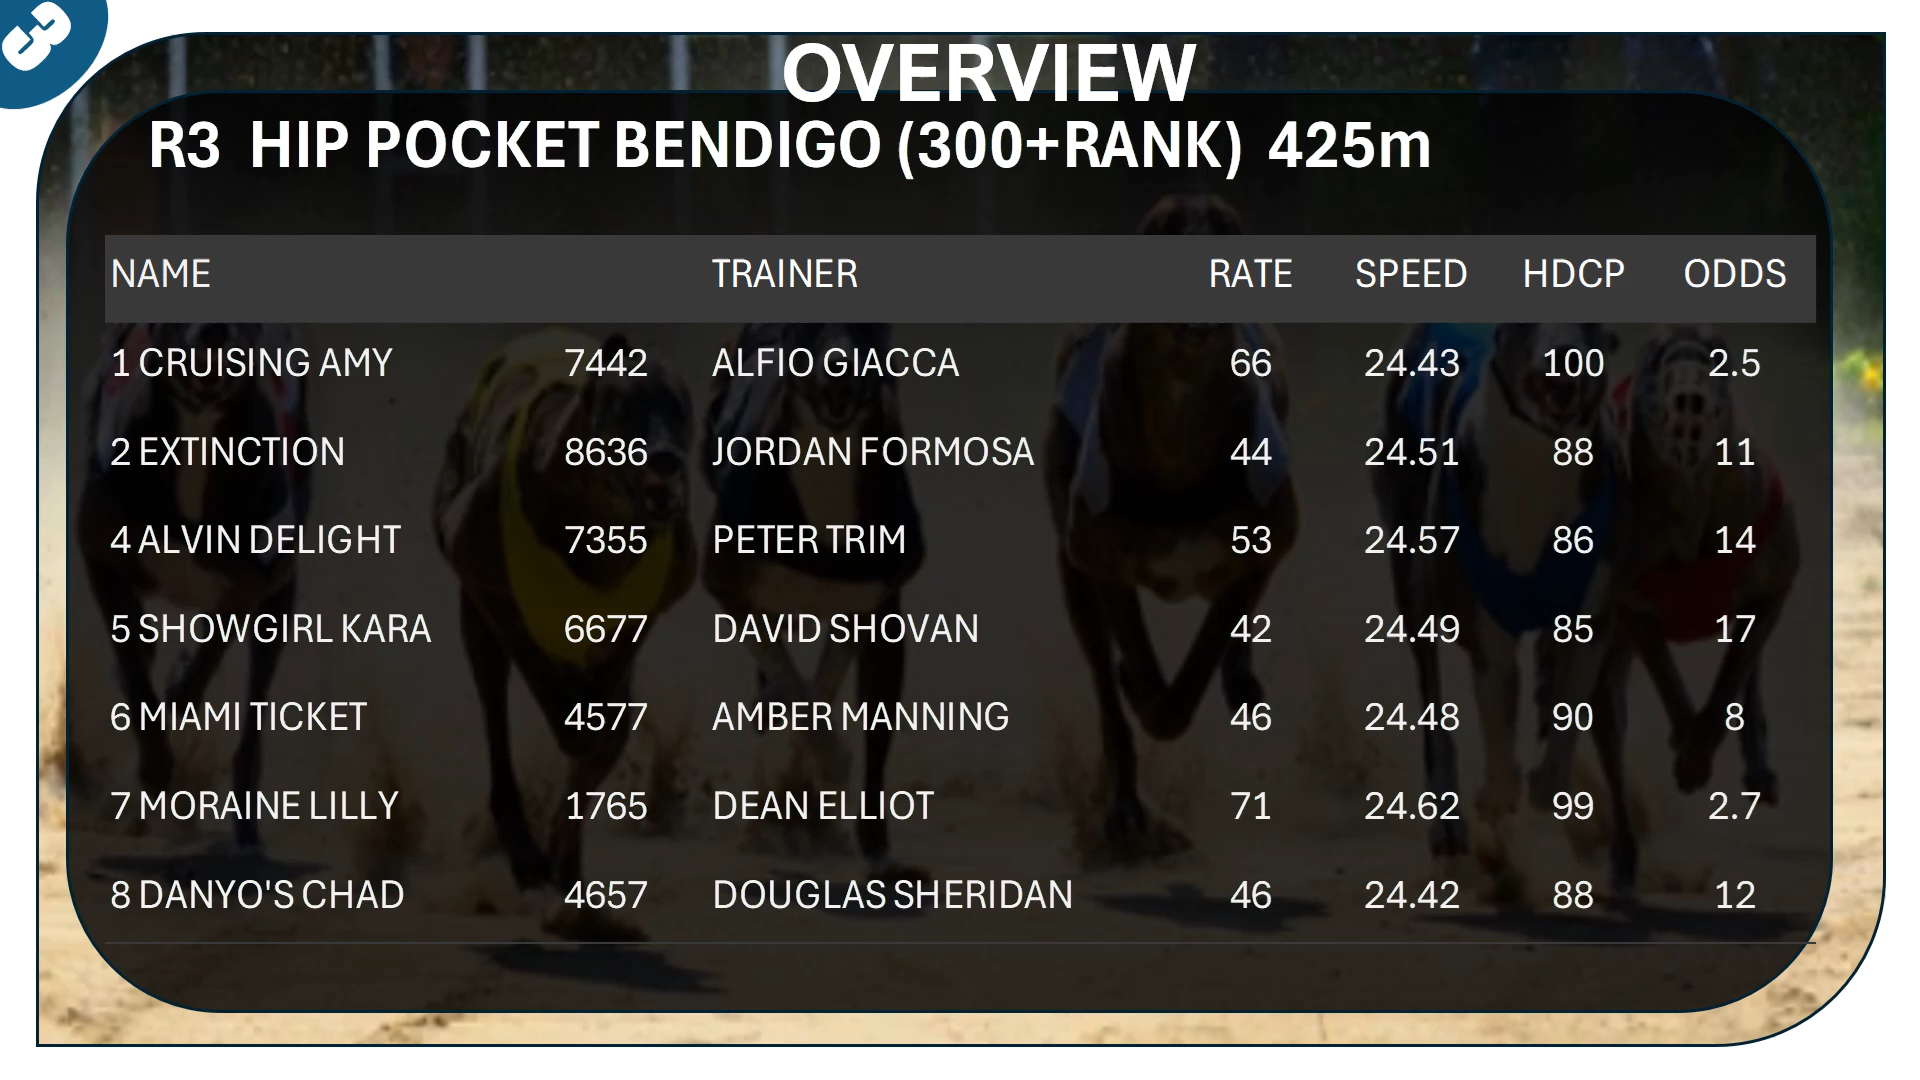 3
OVERVIEW
R3 HIP POCKET BENDIGO (300+RANK) 425m
NAME TRAINER RATE SPEED HDCP ODDS
1 CRUISING AMY 7442 ALFIO GIACCA 66 24.43 100 2.5
2 EXTINCTION 8636 JORDAN FORMOSA 44 24.51 88 11
4 ALVIN DELIGHT 7355 PETER TRIM 53 24.57 86 14
5 SHOWGIRL KARA 6677 DAVID SHOVAN 42 24.49 85 17
6 MIAMI TICKET 4577 AMBER MANNING 46 24.48 90 8
7 MORAINE LILLY 1765 DEAN ELLIOT 71 24.62 99 2.7
8 DANYO'S CHAD 4657 DOUGLAS SHERIDAN 46 24.42 88 12